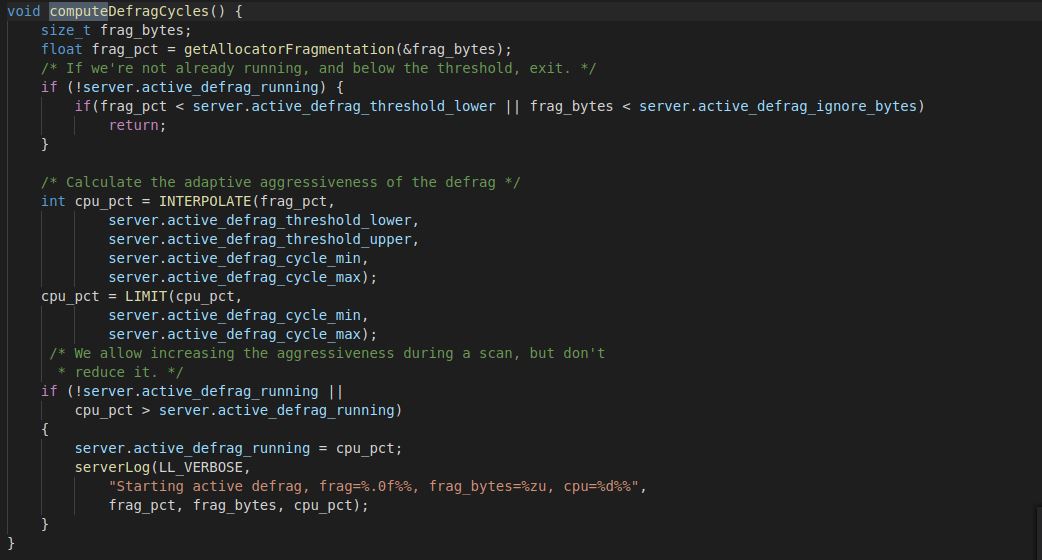 void computeDefragCycles() {
    size_t frag_bytes;
    float frag_pct = getAllocatorFragmentation(&frag_bytes);
    /* If we're not already running, and below the threshold, exit. */
    if (!server.active_defrag_running) {
        if(frag_pct < server.active_defrag_threshold_lower || frag_bytes < server.active_defrag_ignore_bytes)
            return;
    }

    /* Calculate the adaptive aggressiveness of the defrag */
    int cpu_pct = INTERPOLATE(frag_pct,
            server.active_defrag_threshold_lower,
            server.active_defrag_threshold_upper,
            server.active_defrag_cycle_min,
            server.active_defrag_cycle_max);
    cpu_pct = LIMIT(cpu_pct,
            server.active_defrag_cycle_min,
            server.active_defrag_cycle_max);
     /* We allow increasing the aggressiveness during a scan, but don't
      * reduce it. */
    if (!server.active_defrag_running ||
        cpu_pct > server.active_defrag_running)
    {
        server.active_defrag_running = cpu_pct;
        serverLog(LL_VERBOSE,
            "Starting active defrag, frag=%.0f%%, frag_bytes=%zu, cpu=%d%%",
            frag_pct, frag_bytes, cpu_pct);
    }
}